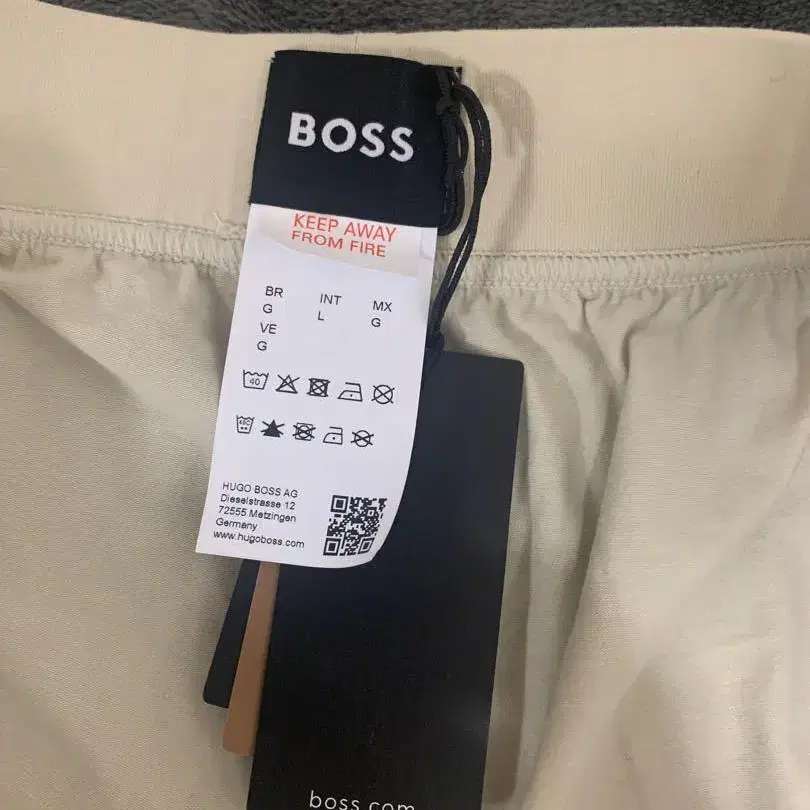 BOSS
KEEP AWAY
FROM FIRE
BR INT MX
G L G
VE
G
40
40C
HUGO BOSS AG
Dieselstrasse 12
72555 Metzingen
Germany
www.hugoboss.com
boss.com